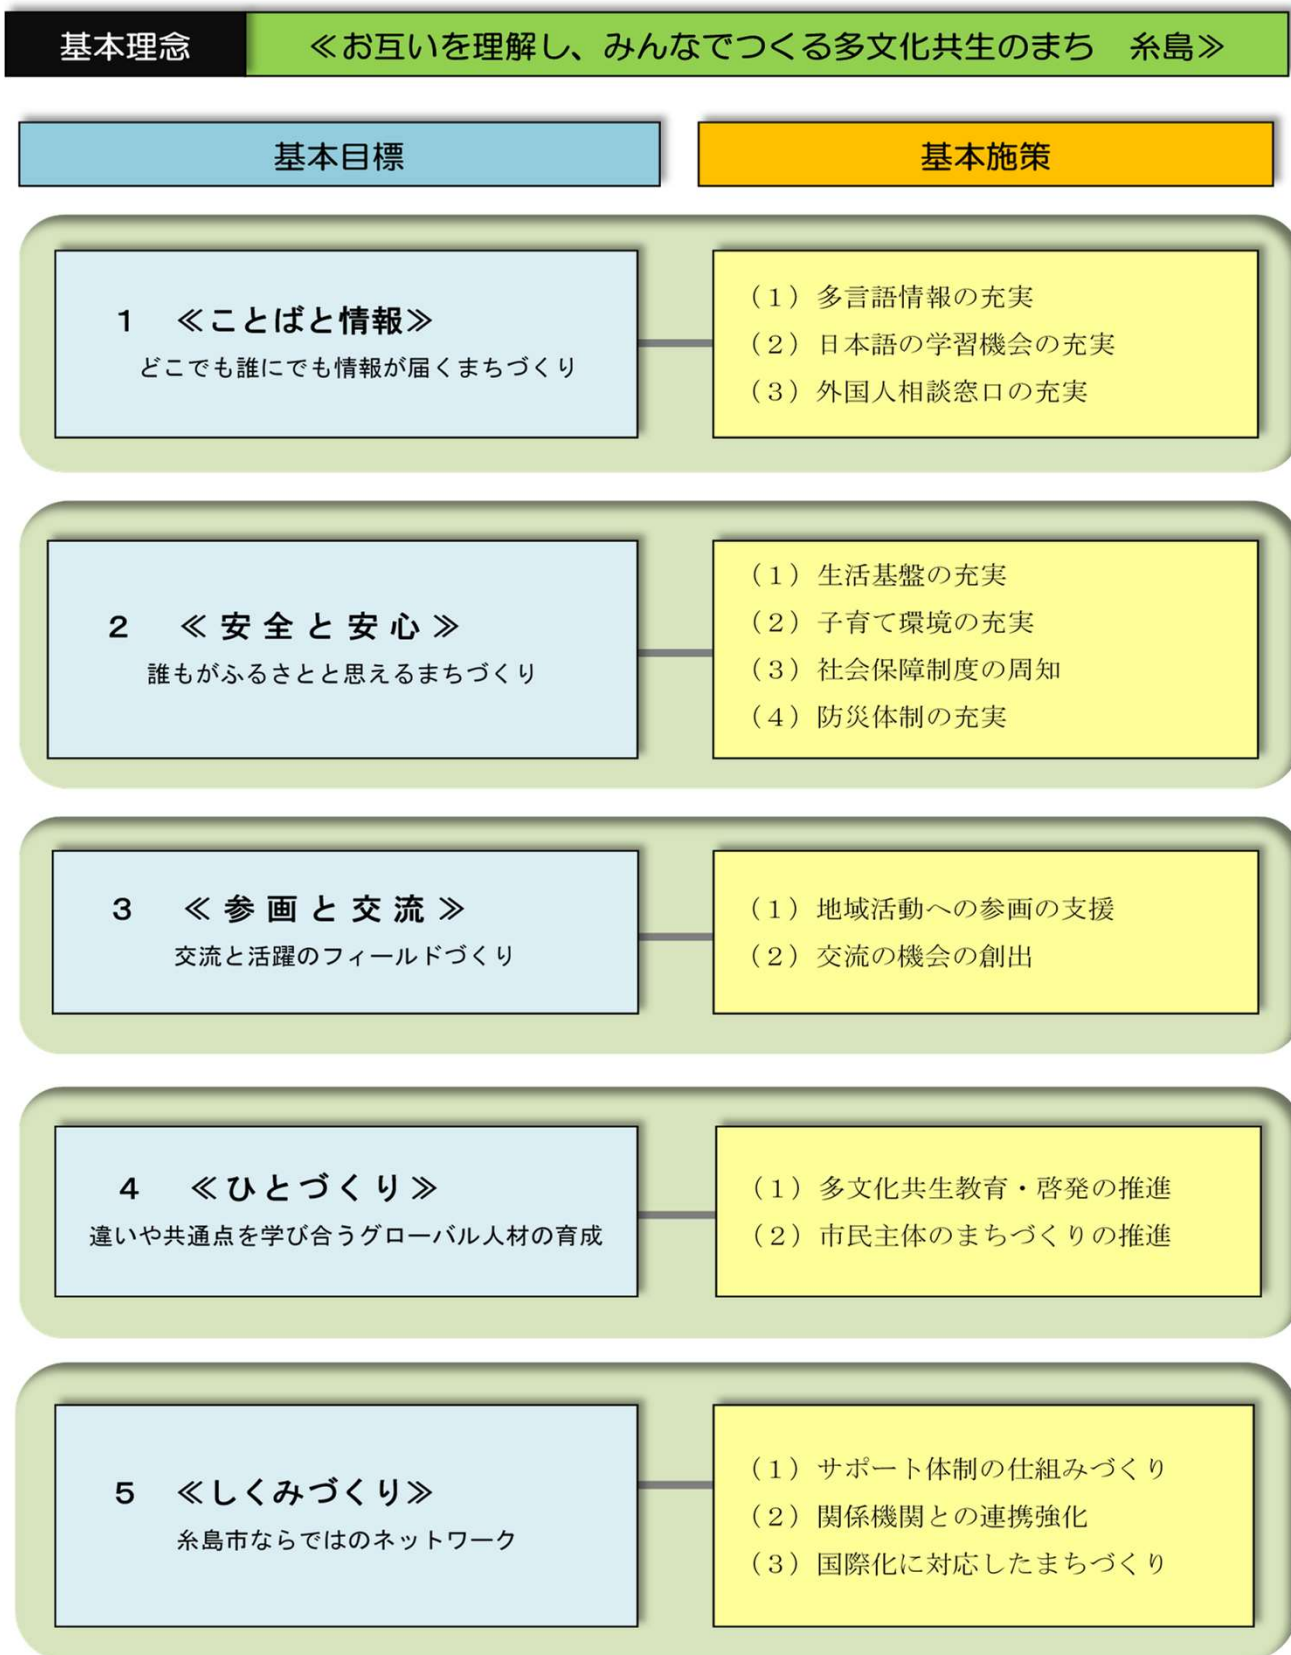 基本理念
≪お互いを理解し、みんなでつくる多文化共生のまち　糸島≫
基本目標
基本施策
1　≪ことばと情報≫
どこでも誰にでも情報が届くまちづくり
（1）多言語情報の充実
（2）日本語の学習機会の充実
（3）外国人相談窓口の充実
2　≪安全と安心≫
誰もがふるさとと思えるまちづくり
（1）生活基盤の充実
（2）子育て環境の充実
（3）社会保障制度の周知
（4）防災体制の充実
3　≪参画と交流≫
交流と活躍のフィールドづくり
（1）地域活動への参画の支援
（2）交流の機会の創出
4　≪ひとづくり≫
違いや共通点を学び合うグローバル人材の育成
（1）多文化共生教育・啓発の推進
（2）市民主体のまちづくりの推進
5　≪しくみづくり≫
糸島市ならではのネットワーク
（1）サポート体制の仕組みづくり
（2）関係機関との連携強化
（3）国際化に対応したまちづくり